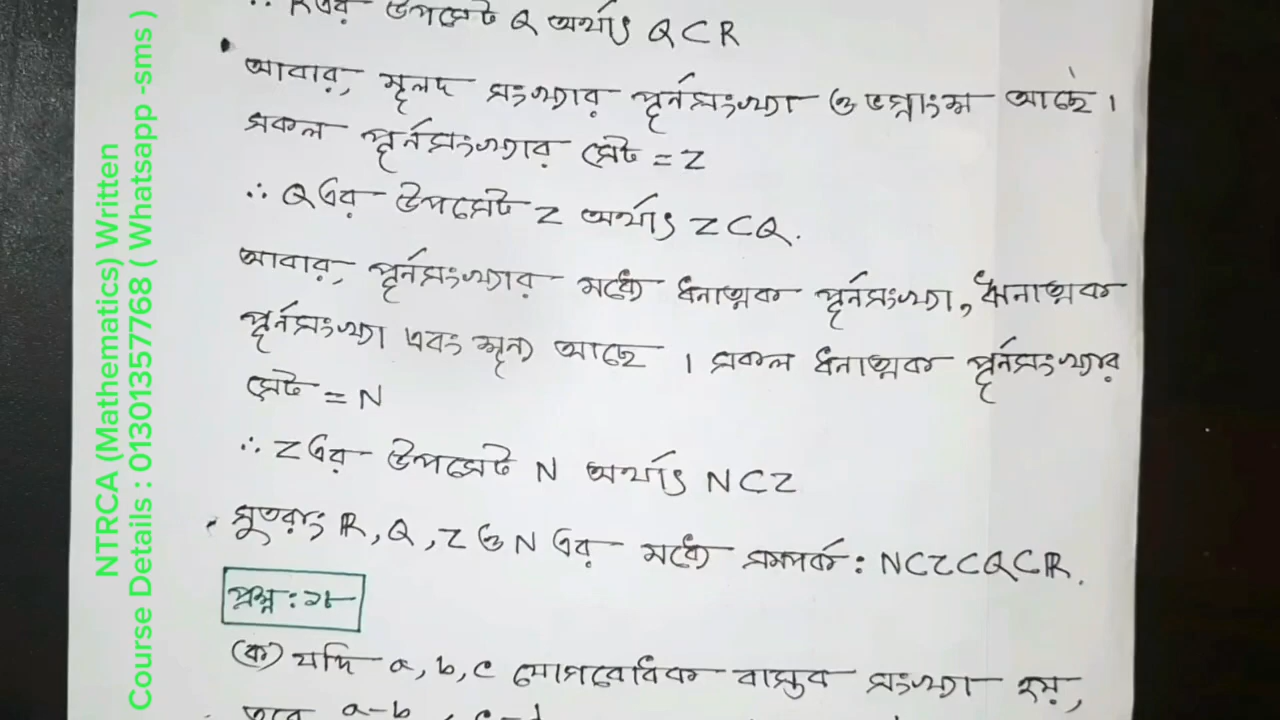 ∴ R এর উপসেট Q অর্থাৎ Q⊂R
আবার, মূলদ সংখ্যার পূর্নসংখ্যা ও ভগ্নাংশ আছে।
সকল পূর্নসংখ্যার সেট = Z
∴ Q এর উপসেট Z অর্থাৎ Z⊂Q.
আবার, পূর্নসংখ্যার মধ্যে ধনাত্মক পূর্নসংখ্যা, ঋনাত্মক
পূর্নসংখ্যা এবং শূন্য আছে। সকল ধনাত্মক পূর্নসংখ্যার
সেট = N
∴ Z এর উপসেট N অর্থাৎ N⊂Z
সুতরাং R, Q, Z ও N এর মধ্যে সম্পর্ক: N⊂Z⊂Q⊂R.
প্রশ্ন:
(ক) যদি a, b, c যোগবোধক বাস্তব সংখ্যা হয়,
তবে a-b
NTRCA (Mathematics) Written
Course Details : 01301357768 ( Whatsapp -sms )